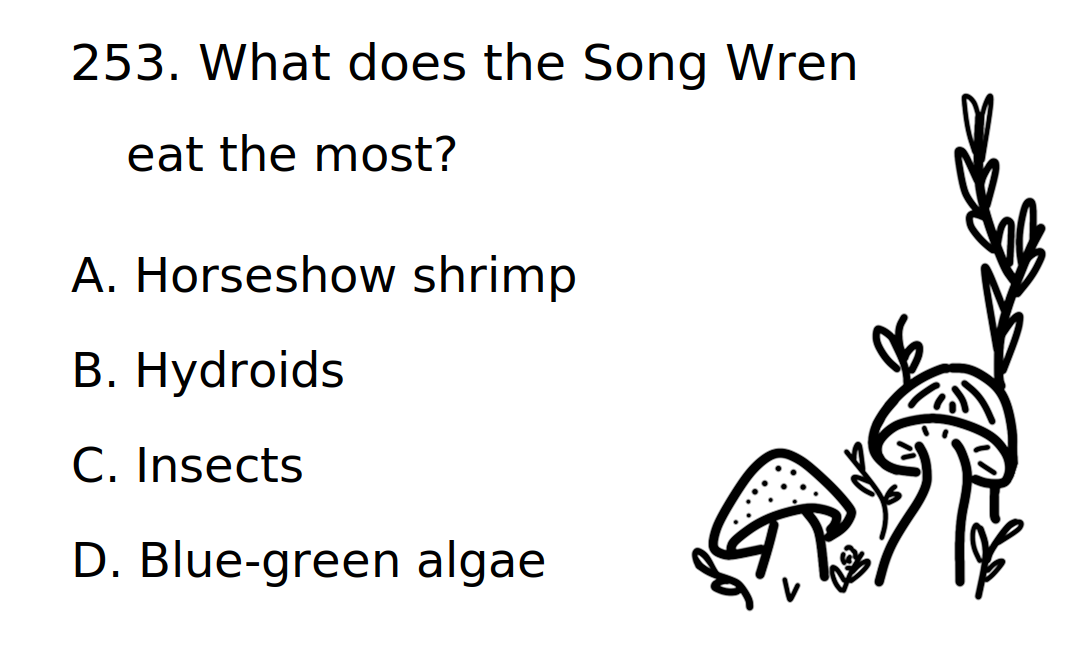 253. What does the Song Wren
eat the most?
A. Horseshow shrimp
B. Hydroids
C. Insects
D. Blue-green algae